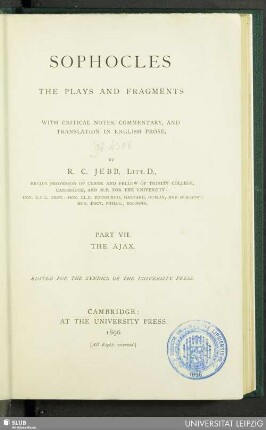 SOPHOCLES
THE PLAYS AND FRAGMENTS
WITH CRITICAL NOTES, COMMENTARY, AND
TRANSLATION IN ENGLISH PROSE,
BY
R. C. JEBB, LITT.D.,
REGIUS PROFESSOR OF GREEK AND FELLOW OF TRINITY COLLEGE,
CAMBRIDGE, AND M.P. FOR THE UNIVERSITY:
PART VII.
THE AJAX.
EDITED FOR THE SYNDICS OF THE UNIVERSITY PRESS.
CAMBRIDGE:
AT THE UNIVERSITY PRESS.
1896
[All Rights reserved]
SLUB
UNIVERSITÄT LEIPZIG